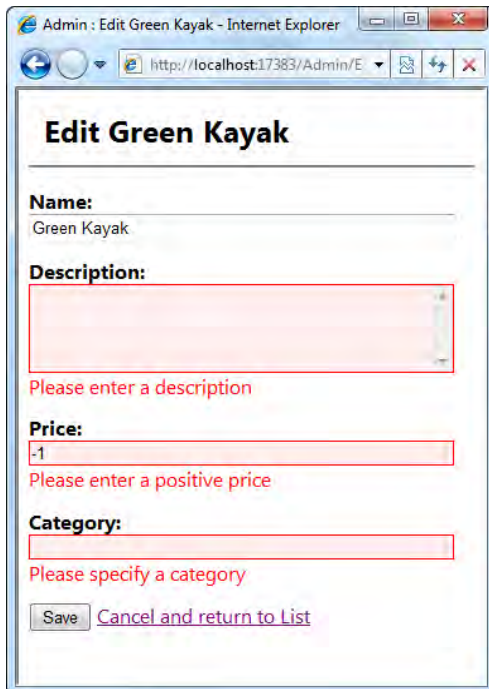 Admin : Edit Green Kayak - Internet Explorer
http://localhost:17383/Admin/E
Edit Green Kayak
Name:
Green Kayak
Description:
Please enter a description
Price:
-1
Please enter a positive price
Category:
Please specify a category
Save Cancel and return to List